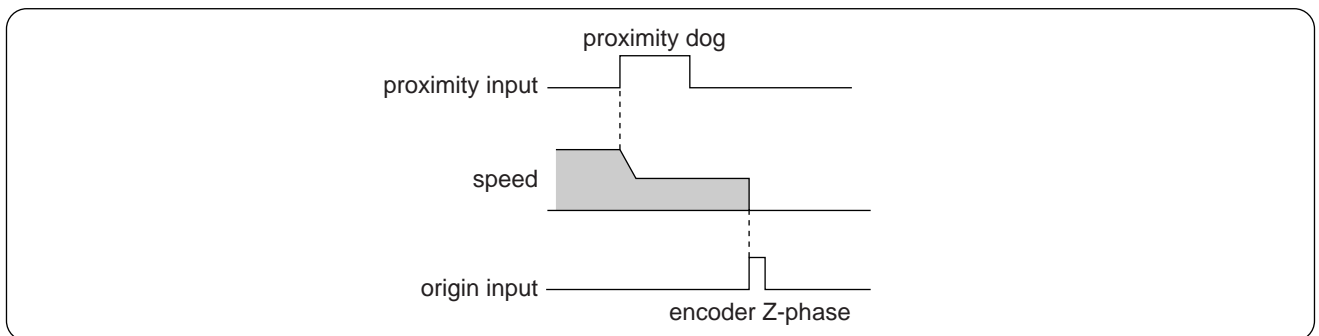 proximity dog
proximity input
speed
origin input
encoder Z-phase